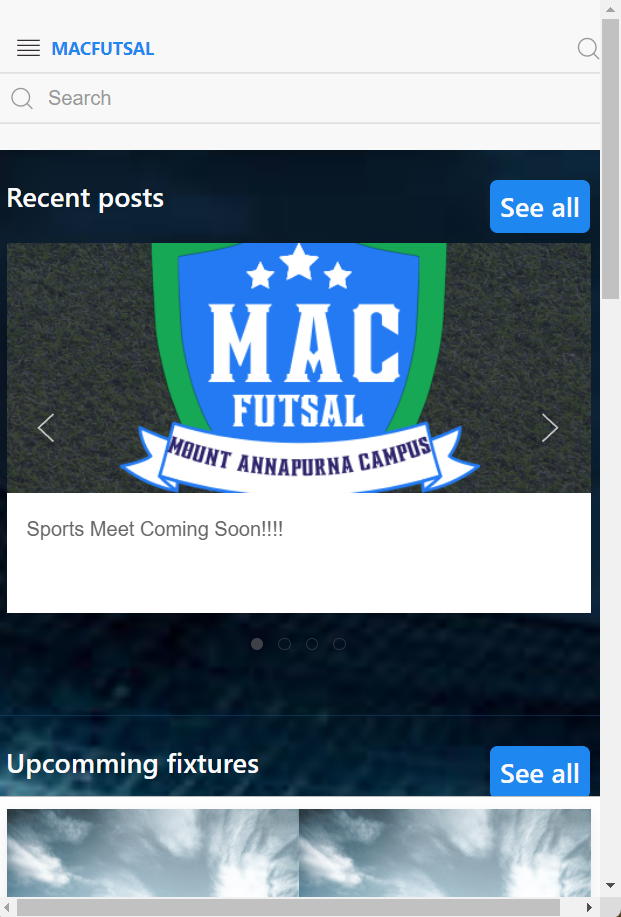 MACFUTSAL
Search
Recent posts
See all
MAC
FUTSAL
MOUNT ANNAPURNA CAMPUS
Sports Meet Coming Soon!!!!
Upcomming fixtures
See all